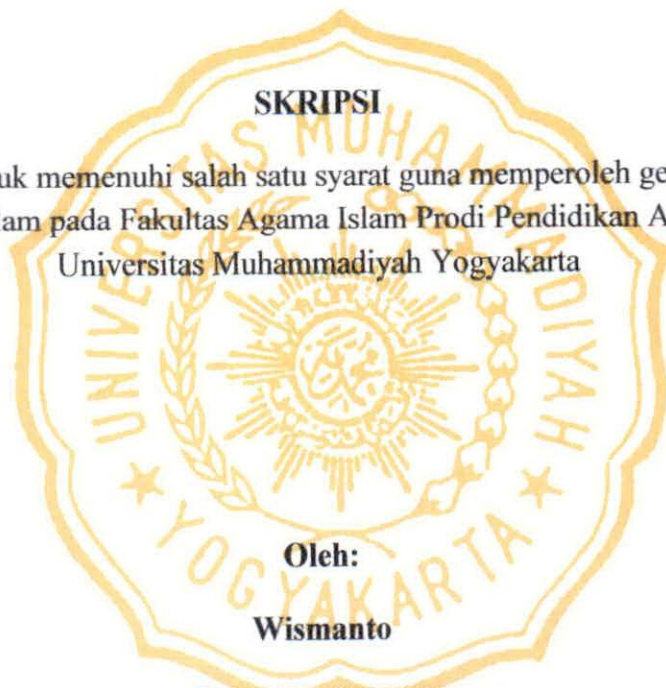 SKRIPSI
uk memenuhi salah satu syarat guna memperoleh ge
lam pada Fakultas Agama Islam Prodi Pendidikan A
Universitas Muhammadiyah Yogyakarta
UNIVERSITAS MUHAMMADIYAH
★ YOGYAKARTA ★
Oleh:
Wismanto